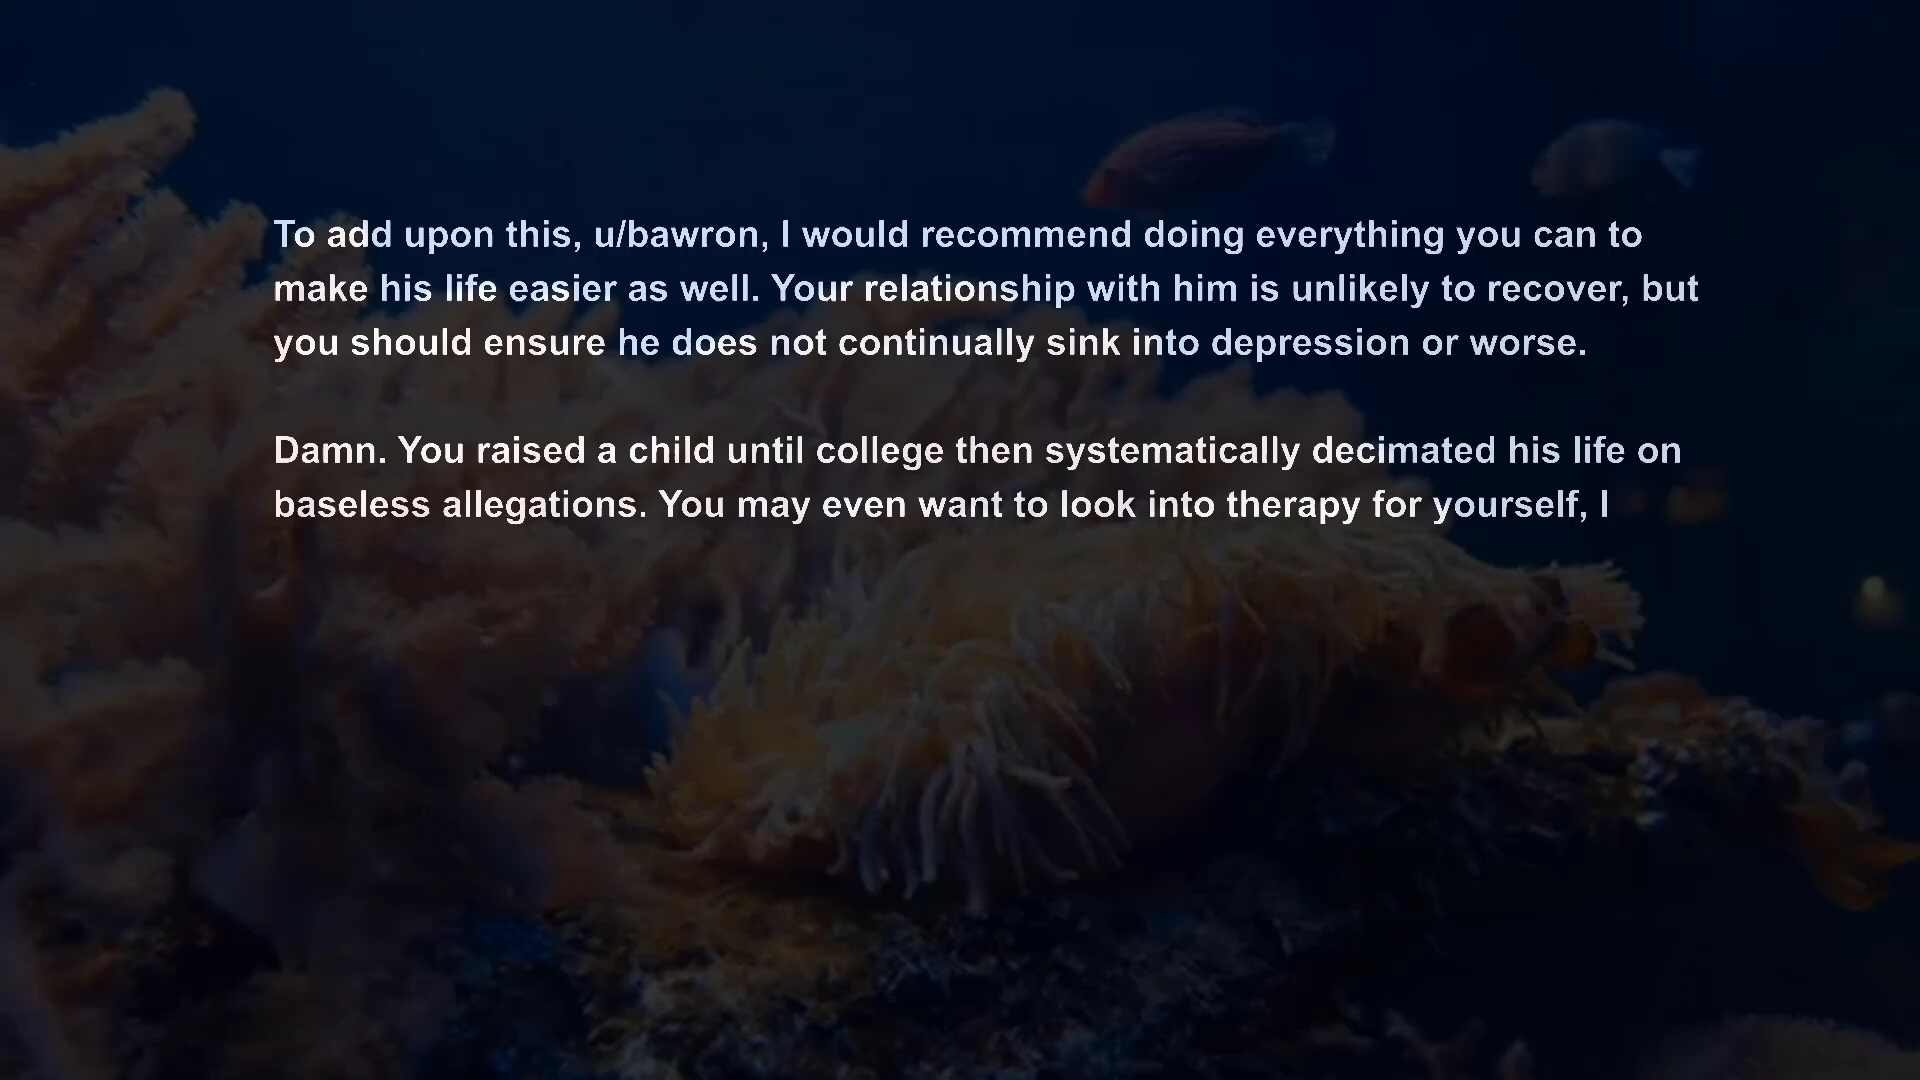 To add upon this, u/bawron, I would recommend doing everything you can to
make his life easier as well. Your relationship with him is unlikely to recover, but
you should ensure he does not continually sink into depression or worse.
Damn. You raised a child until college then systematically decimated his life on
baseless allegations. You may even want to look into therapy for yourself, I